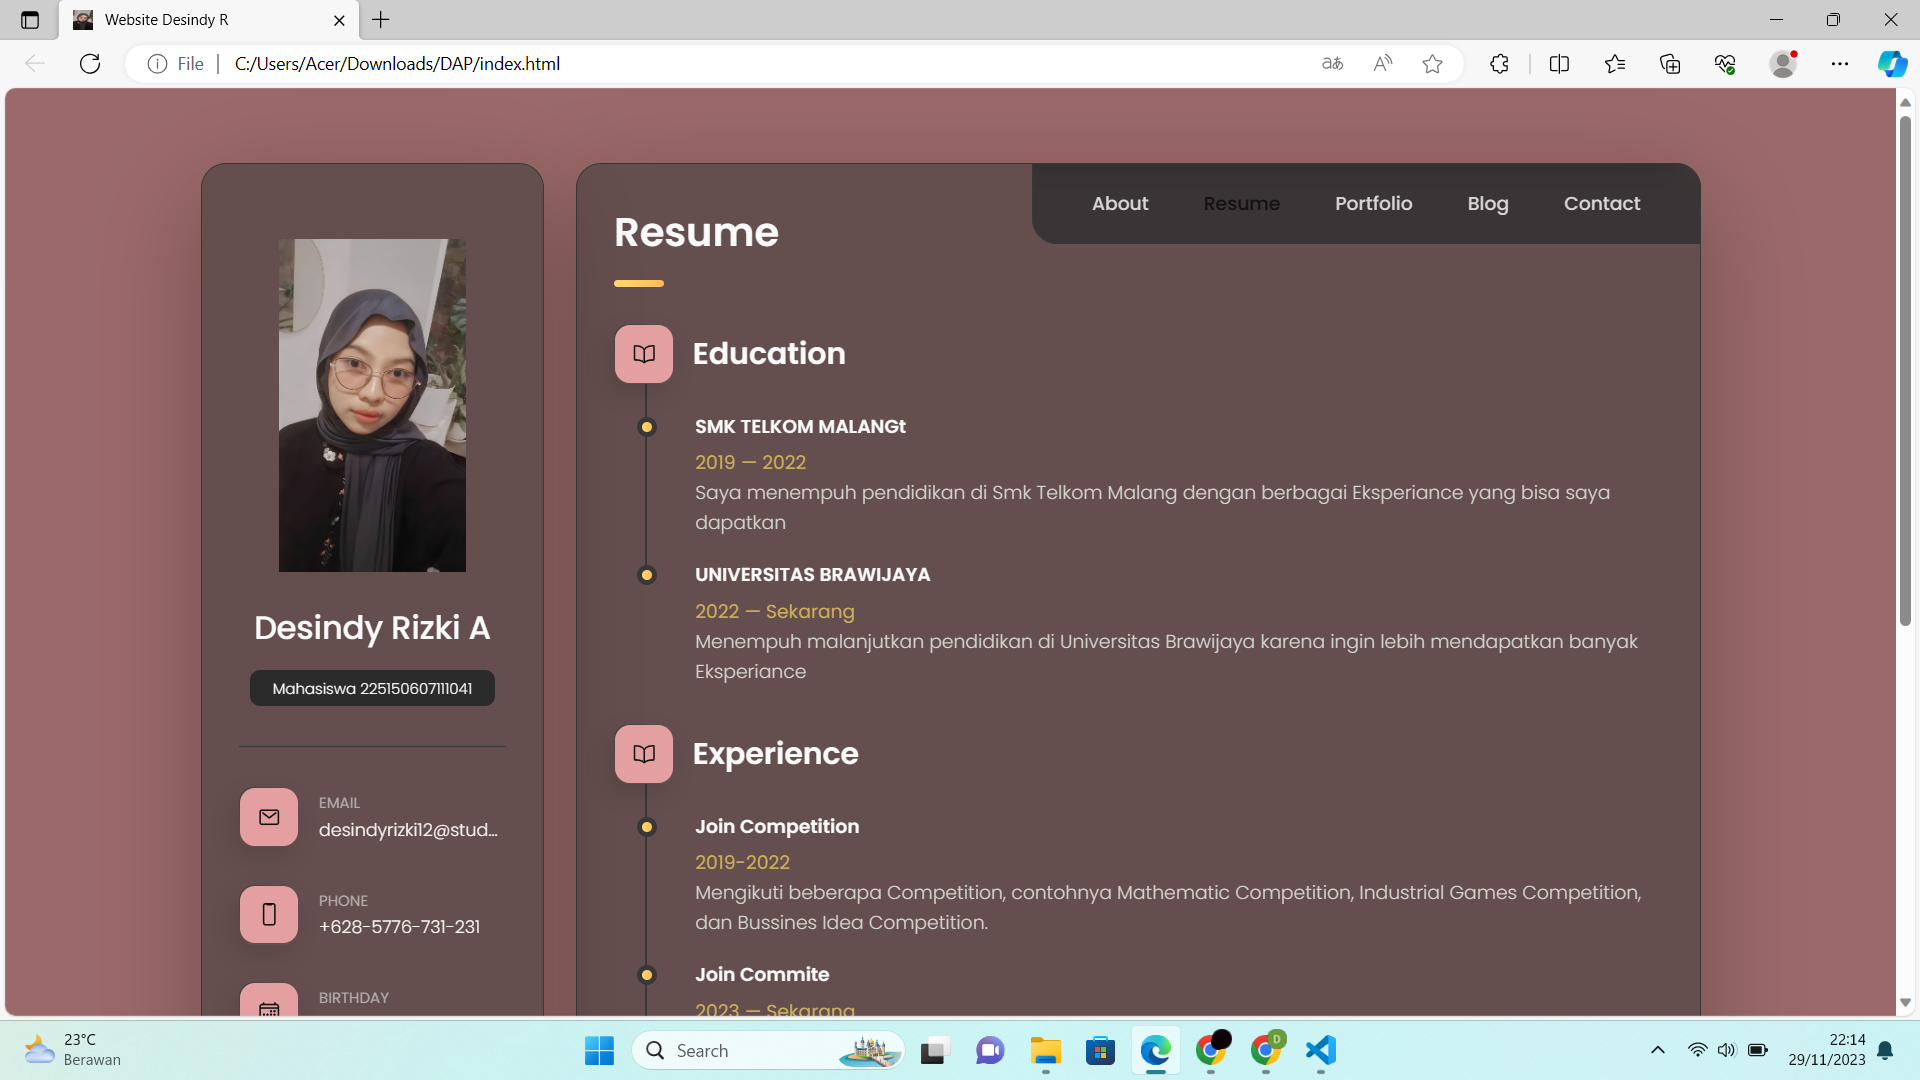 Website Desindy R
File
C:/Users/Acer/Downloads/DAP/index.html
About
Resume
Portfolio
Blog
Contact
Desindy Rizki A
Mahasiswa 225150607111041
EMAIL
desindyrizki12@stud...
PHONE
+628-5776-731-231
BIRTHDAY
Resume
Education
SMK TELKOM MALANGt
2019 — 2022
Saya menempuh pendidikan di Smk Telkom Malang dengan berbagai Eksperiance yang bisa saya
dapatkan
UNIVERSITAS BRAWIJAYA
2022 — Sekarang
Menempuh malanjutkan pendidikan di Universitas Brawijaya karena ingin lebih mendapatkan banyak
Eksperiance
Experience
Join Competition
2019-2022
Mengikuti beberapa Competition, contohnya Mathematic Competition, Industrial Games Competition,
dan Bussines Idea Competition.
Join Commite
2023 — Sekarang
23°C
Berawan
Search
D
22:14
29/11/2023